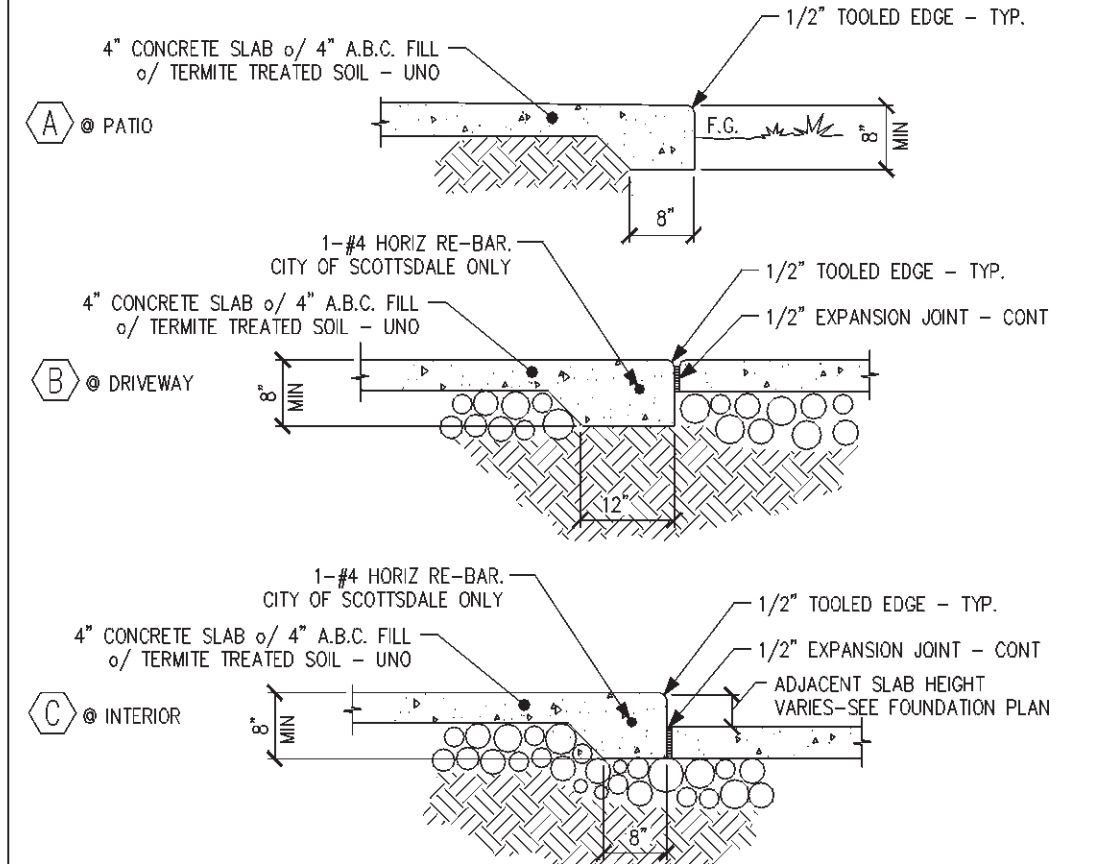 1/2" TOOLED EDGE - TYP.
4" CONCRETE SLAB o/ 4" A.B.C. FILL
o/ TERMITE TREATED SOIL - UNO
A @ PATIO
F.G.
8"
MIN
8"
1-#4 HORIZ RE-BAR.
CITY OF SCOTTSDALE ONLY
1/2" TOOLED EDGE - TYP.
4" CONCRETE SLAB o/ 4" A.B.C. FILL
o/ TERMITE TREATED SOIL - UNO
1/2" EXPANSION JOINT - CONT
B @ DRIVEWAY
8"
MIN
12"
1-#4 HORIZ RE-BAR.
CITY OF SCOTTSDALE ONLY
1/2" TOOLED EDGE - TYP.
4" CONCRETE SLAB o/ 4" A.B.C. FILL
o/ TERMITE TREATED SOIL - UNO
1/2" EXPANSION JOINT - CONT
ADJACENT SLAB HEIGHT
VARIES-SEE FOUNDATION PLAN
C @ INTERIOR
8"
MIN
8"